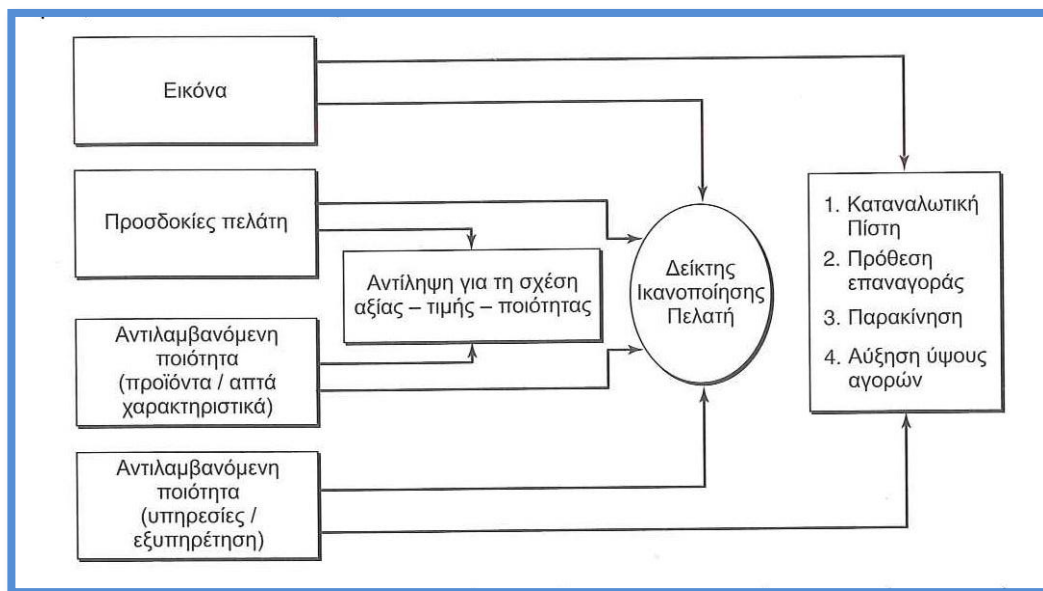 Εικόνα
Προσδοκίες πελάτη
Αντίληψη για τη σχέση
αξίας – τιμής – ποιότητας
Αντιλαμβανόμενη
ποιότητα
(προϊόντα / απτά
χαρακτηριστικά)
Αντιλαμβανόμενη
ποιότητα
(υπηρεσίες /
εξυπηρέτηση)
Δείκτης
Ικανοποίησης
Πελατή
1. Καταναλωτική
Πίστη
2. Πρόθεση
επαναγοράς
3. Παρακίνηση
4. Αύξηση ύψους
αγορών